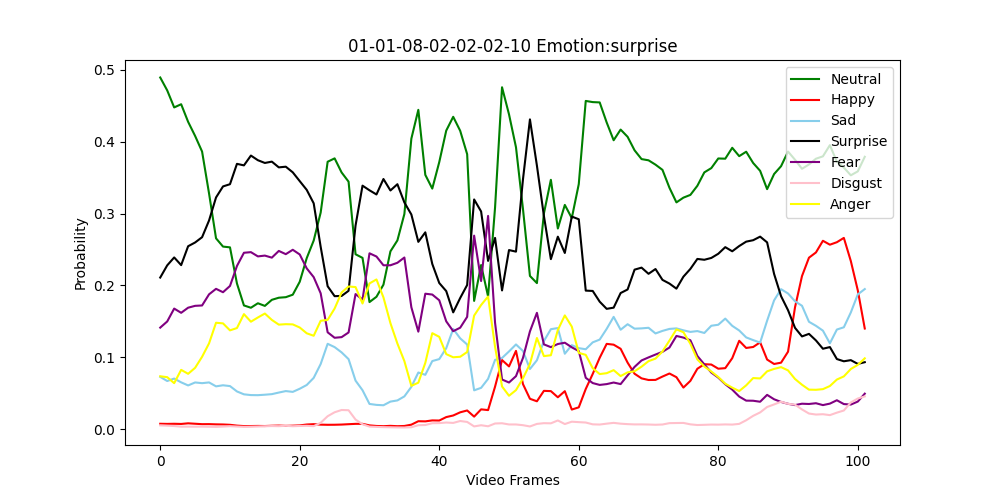 01-01-08-02-02-02-10 Emotion:surprise
Probability
0.5
0.4
0.3
0.2
0.1
0.0
0 20 40 60 80 100
Video Frames
Neutral
Happy
Sad
Surprise
Fear
Disgust
Anger